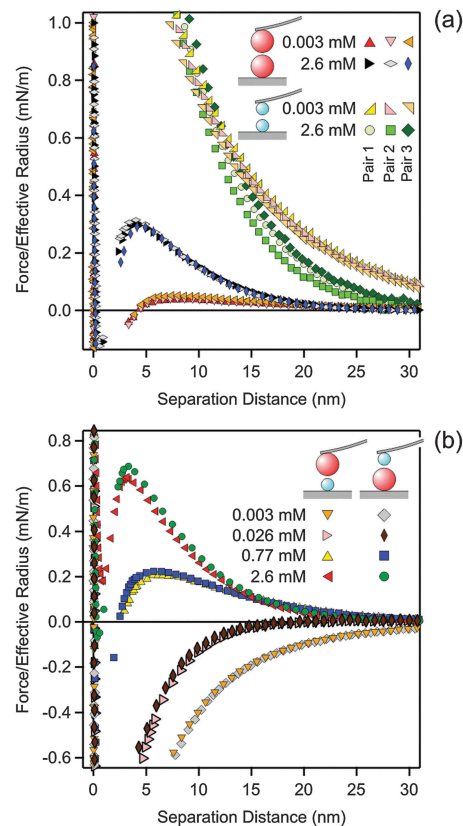 (a)
1.0
0.8
0.6
0.4
0.2
0.0
Force/Effective Radius (mN/m)
0.003 mM
2.6 mM
0.003 mM
2.6 mM
Pair 1
Pair 2
Pair 3
0
5
10
15
20
25
30
Separation Distance (nm)
(b)
0.8
0.6
0.4
0.2
0.0
-0.2
-0.4
-0.6
Force/Effective Radius (mN/m)
0.003 mM
0.026 mM
0.77 mM
2.6 mM
0
5
10
15
20
25
30
Separation Distance (nm)